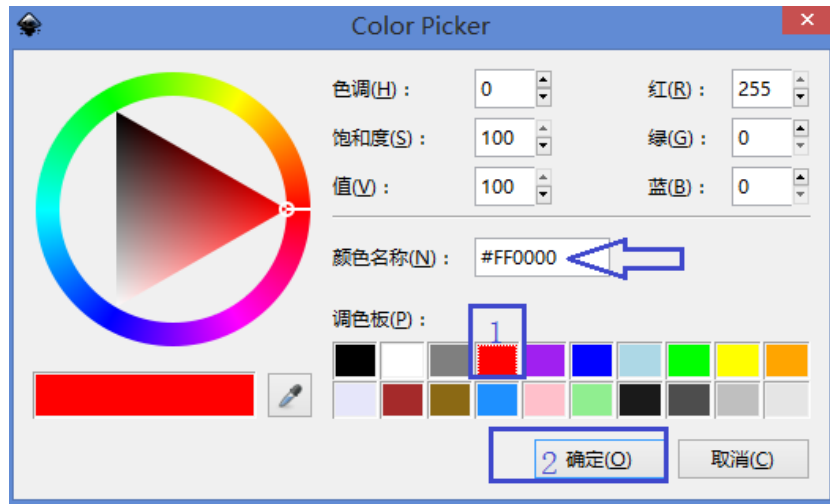 Color Picker
色调(H)： 0 红(R)： 255
饱和度(S)： 100 绿(G)： 0
值(V)： 100 蓝(B)： 0
颜色名称(N)： #FF0000
调色板(P)：
1
2 确定(O) 取消(C)